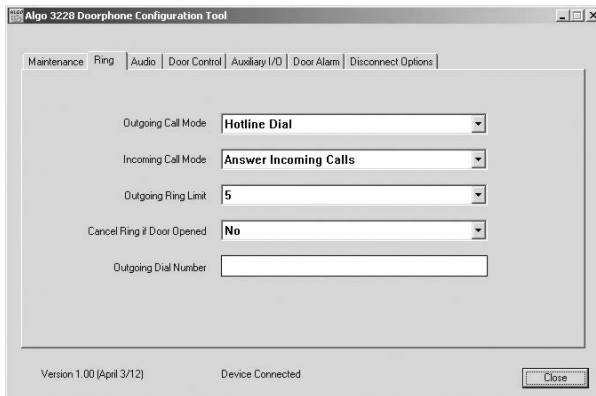 ALGO Algo 3228 Doorphone Configuration Tool
Maintenance Ring Audio Door Control Auxiliary I/O Door Alarm Disconnect Options
Outgoing Call Mode Hotline Dial
Incoming Call Mode Answer Incoming Calls
Outgoing Ring Limit 5
Cancel Ring if Door Opened No
Outgoing Dial Number
Version 1.00 (April 3/12) Device Connected Close